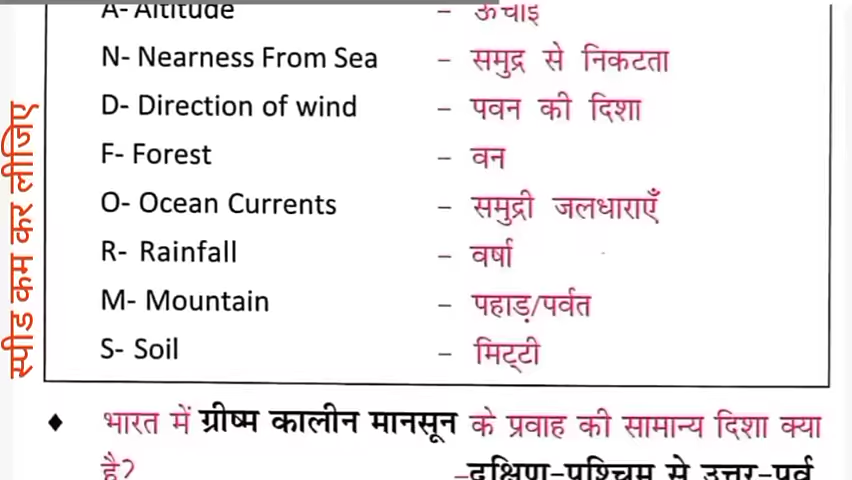 A- Altitude – ऊँचाई
N- Nearness From Sea – समुद्र से निकटता
D- Direction of wind – पवन की दिशा
F- Forest – वन
O- Ocean Currents – समुद्री जलधाराएँ
R- Rainfall – वर्षा
M- Mountain – पहाड़/पर्वत
S- Soil – मिट्टी
♦ भारत में ग्रीष्म कालीन मानसून के प्रवाह की सामान्य दिशा क्या
है? –दक्षिण-पश्चिम से उत्तर-पूर्व
स्पीड कम कर लीजिए